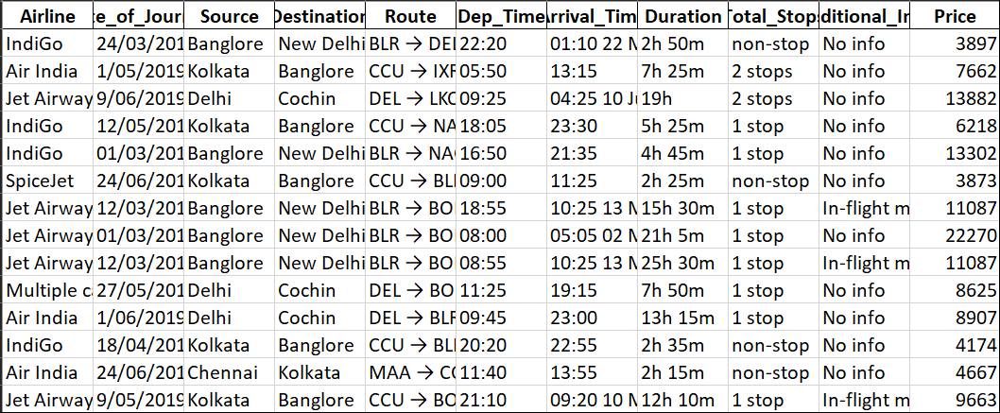 Airline te_of_Jour Source Destination Route Dep_Time Arrival_Tim Duration Total_Stops ditional_In Price
IndiGo 24/03/201 Banglore New Delhi BLR → DEL 22:20 01:10 22 M 2h 50m non-stop No info 3897
Air India 1/05/2019 Kolkata Banglore CCU → IXR 05:50 13:15 7h 25m 2 stops No info 7662
Jet Airway 9/06/2019 Delhi Cochin DEL → LKO 09:25 04:25 10 Ju 19h 2 stops No info 13882
IndiGo 12/05/201 Kolkata Banglore CCU → NA 18:05 23:30 5h 25m 1 stop No info 6218
IndiGo 01/03/201 Banglore New Delhi BLR → NAG 16:50 21:35 4h 45m 1 stop No info 13302
SpiceJet 24/06/201 Kolkata Banglore CCU → BLR 09:00 11:25 2h 25m non-stop No info 3873
Jet Airway 12/03/201 Banglore New Delhi BLR → BO 18:55 10:25 13 M 15h 30m 1 stop In-flight m 11087
Jet Airway 01/03/201 Banglore New Delhi BLR → BO 08:00 05:05 02 M 21h 5m 1 stop No info 22270
Jet Airway 12/03/201 Banglore New Delhi BLR → BO 08:55 10:25 13 M 25h 30m 1 stop In-flight m 11087
Multiple ca 27/05/201 Delhi Cochin DEL → BO 11:25 19:15 7h 50m 1 stop No info 8625
Air India 1/06/2019 Delhi Cochin DEL → BLR 09:45 23:00 13h 15m 1 stop No info 8907
IndiGo 18/04/201 Kolkata Banglore CCU → BLR 20:20 22:55 2h 35m non-stop No info 4174
Air India 24/06/201 Chennai Kolkata MAA → CC 11:40 13:55 2h 15m non-stop No info 4667
Jet Airway 9/05/2019 Kolkata Banglore CCU → BO 21:10 09:20 10 M 12h 10m 1 stop In-flight m 9663